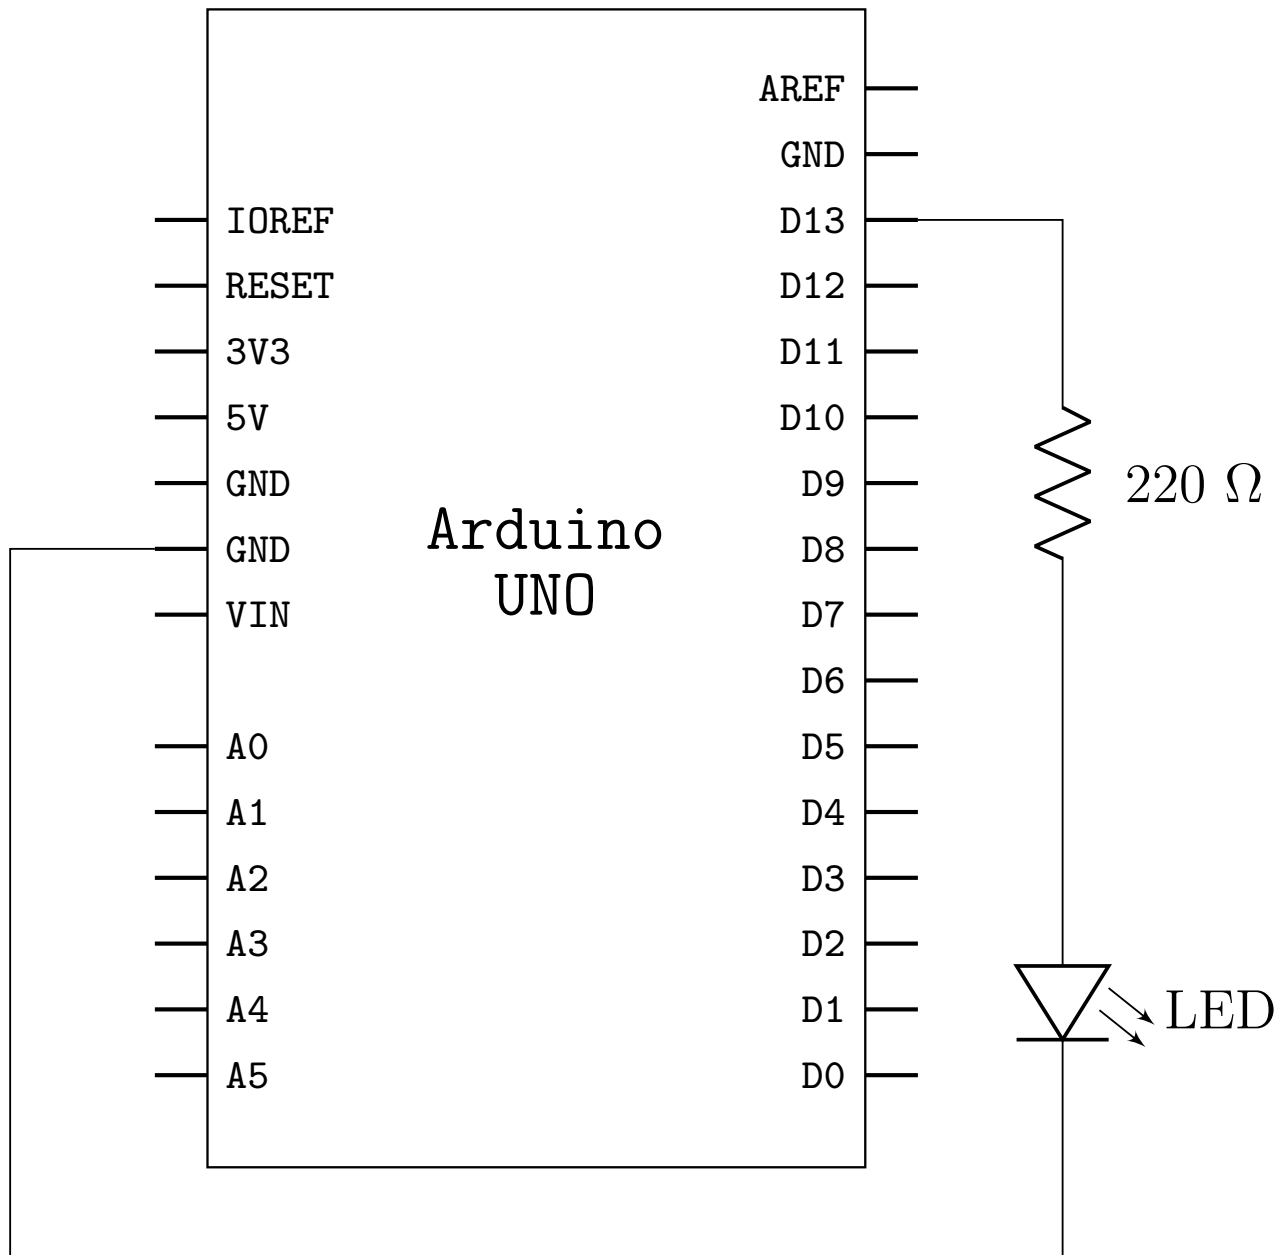 AREF
GND
IOREF
D13
RESET
D12
3V3
D11
5V
D10
GND
D9
220 Ω
Arduino
UNO
GND
D8
VIN
D7
D6
A0
D5
A1
D4
A2
D3
A3
D2
A4
D1
LED
A5
D0